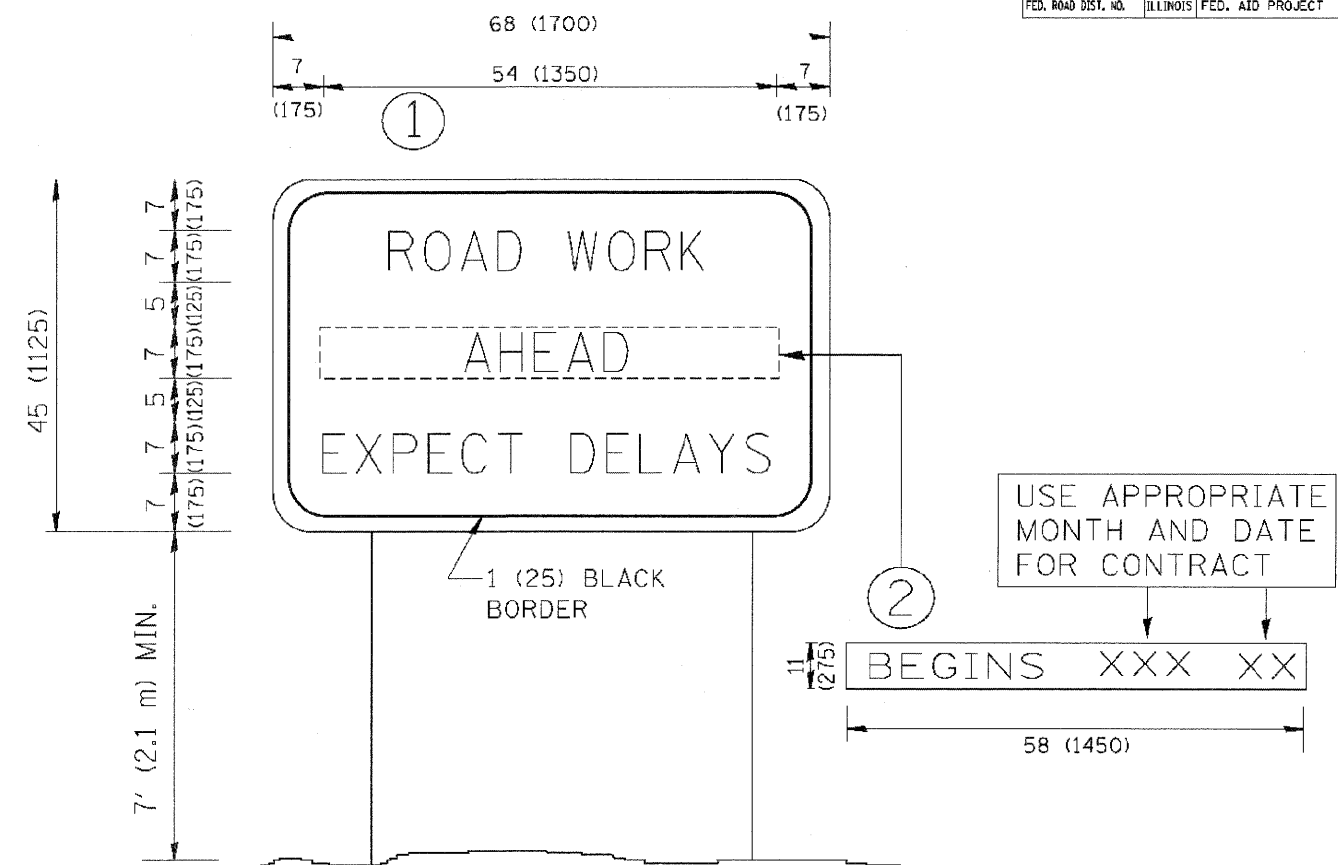 FED. ROAD DIST. NO. ILLINOIS FED. AID PROJECT
68 (1700)
7 54 (1350) 7
(175) (175)
1
7 (175)
7 (175)
5 (125)
7 (175)
5 (125)
7 (175)
7 (175)
45 (1125)
ROAD WORK
AHEAD
EXPECT DELAYS
1 (25) BLACK
BORDER
7' (2.1 m) MIN.
2
USE APPROPRIATE
MONTH AND DATE
FOR CONTRACT
11
(275)
BEGINS XXX XX
58 (1450)